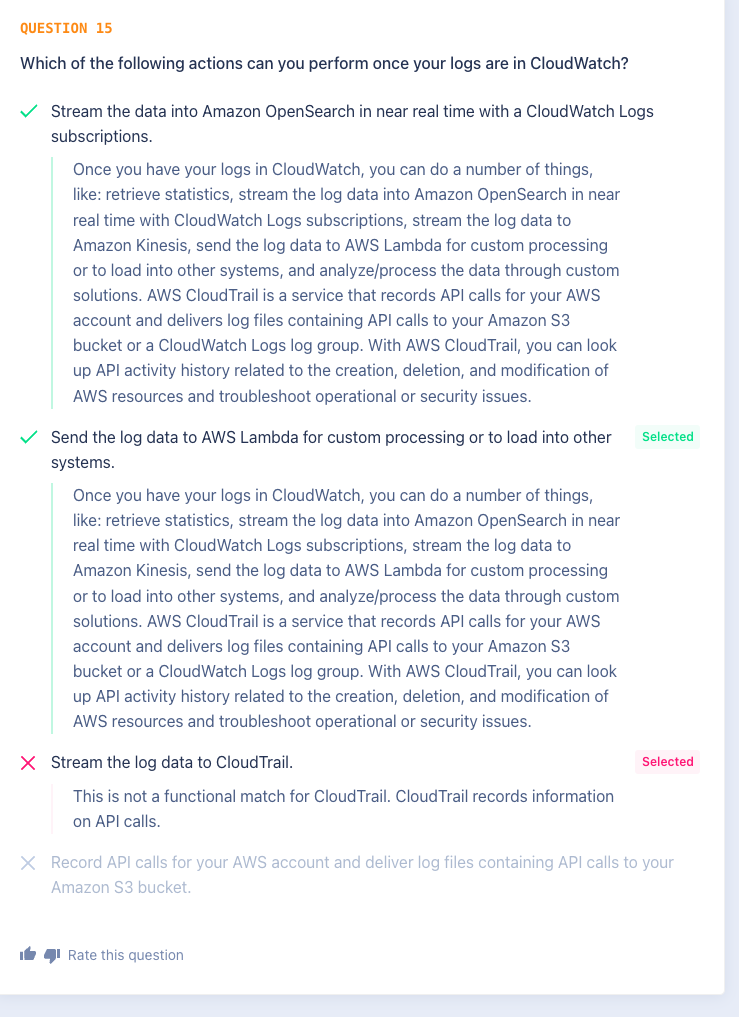 QUESTION 15
Which of the following actions can you perform once your logs are in CloudWatch?
Stream the data into Amazon OpenSearch in near real time with a CloudWatch Logs
subscriptions.
Once you have your logs in CloudWatch, you can do a number of things,
like: retrieve statistics, stream the log data into Amazon OpenSearch in near
real time with CloudWatch Logs subscriptions, stream the log data to
Amazon Kinesis, send the log data to AWS Lambda for custom processing
or to load into other systems, and analyze/process the data through custom
solutions. AWS CloudTrail is a service that records API calls for your AWS
account and delivers log files containing API calls to your Amazon S3
bucket or a CloudWatch Logs log group. With AWS CloudTrail, you can look
up API activity history related to the creation, deletion, and modification of
AWS resources and troubleshoot operational or security issues.
Send the log data to AWS Lambda for custom processing or to load into other
systems.
Selected
Once you have your logs in CloudWatch, you can do a number of things,
like: retrieve statistics, stream the log data into Amazon OpenSearch in near
real time with CloudWatch Logs subscriptions, stream the log data to
Amazon Kinesis, send the log data to AWS Lambda for custom processing
or to load into other systems, and analyze/process the data through custom
solutions. AWS CloudTrail is a service that records API calls for your AWS
account and delivers log files containing API calls to your Amazon S3
bucket or a CloudWatch Logs log group. With AWS CloudTrail, you can look
up API activity history related to the creation, deletion, and modification of
AWS resources and troubleshoot operational or security issues.
Stream the log data to CloudTrail.
Selected
This is not a functional match for CloudTrail. CloudTrail records information
on API calls.
Record API calls for your AWS account and deliver log files containing API calls to your
Amazon S3 bucket.
Rate this question